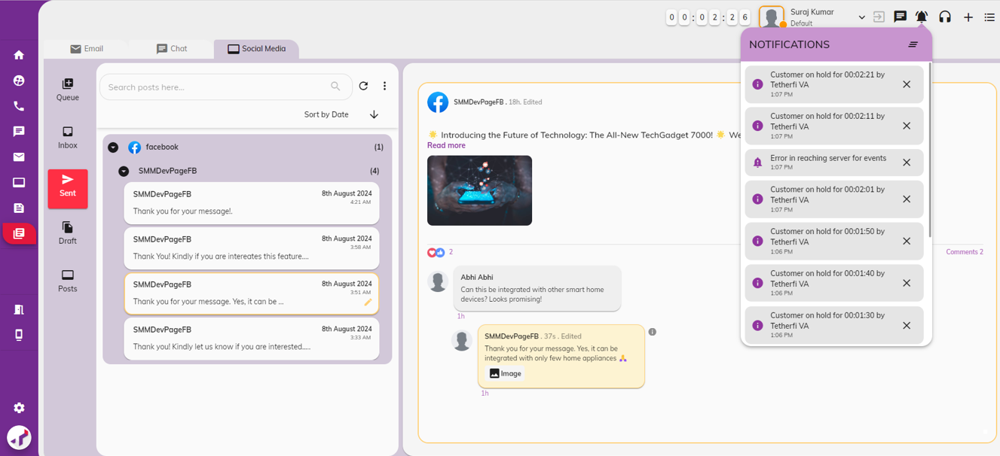 0 0 : 0 2 : 2 6
Suraj Kumar
Default
Email
Chat
Social Media
NOTIFICATIONS
Customer on hold for 00:02:21 by
Tetherfi VA
1:07 PM
Customer on hold for 00:02:11 by
Tetherfi VA
1:07 PM
Error in reaching server for events
1:07 PM
Customer on hold for 00:02:01 by
Tetherfi VA
1:07 PM
Customer on hold for 00:01:50 by
Tetherfi VA
1:06 PM
Customer on hold for 00:01:40 by
Tetherfi VA
1:06 PM
Customer on hold for 00:01:30 by
Tetherfi VA
1:06 PM
Queue
Inbox
Sent
Draft
Posts
Search posts here...
Sort by Date
facebook (1)
SMMDevPageFB (4)
SMMDevPageFB 8th August 2024
4:21 AM
Thank you for your message!.
SMMDevPageFB 8th August 2024
3:58 AM
Thank You! Kindly if you are intereates this feature....
SMMDevPageFB 8th August 2024
3:51 AM
Thank you for your message. Yes, it can be ...
SMMDevPageFB 8th August 2024
3:33 AM
Thank you! Kindly let us know if you are interested.....
SMMDevPageFB . 18h. Edited
🌟 Introducing the Future of Technology: The All-New TechGadget 7000! 🌟 We
Read more
2
Comments 2
Abhi Abhi
Can this be integrated with other smart home
devices? Looks promising!
1h
SMMDevPageFB . 37s . Edited
Thank you for your message. Yes, it can be
integrated with only few home appliances 🙏
Image
1h